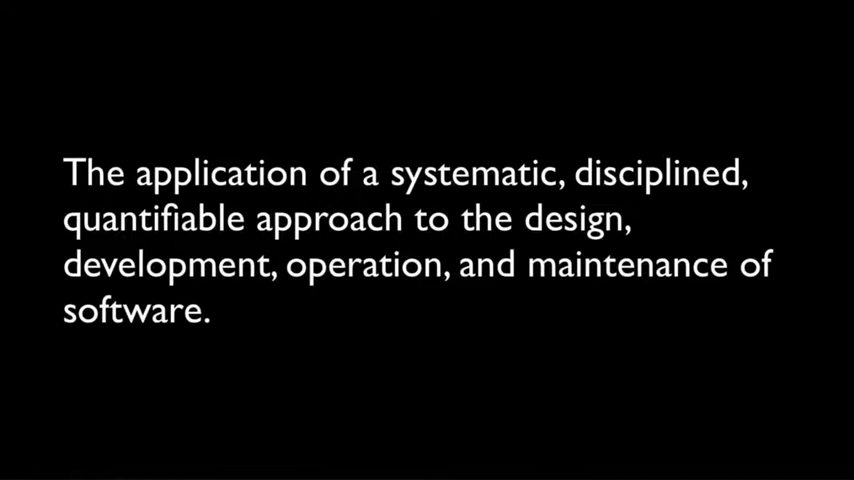 The application of a systematic, disciplined,
quantifiable approach to the design,
development, operation, and maintenance of
software.